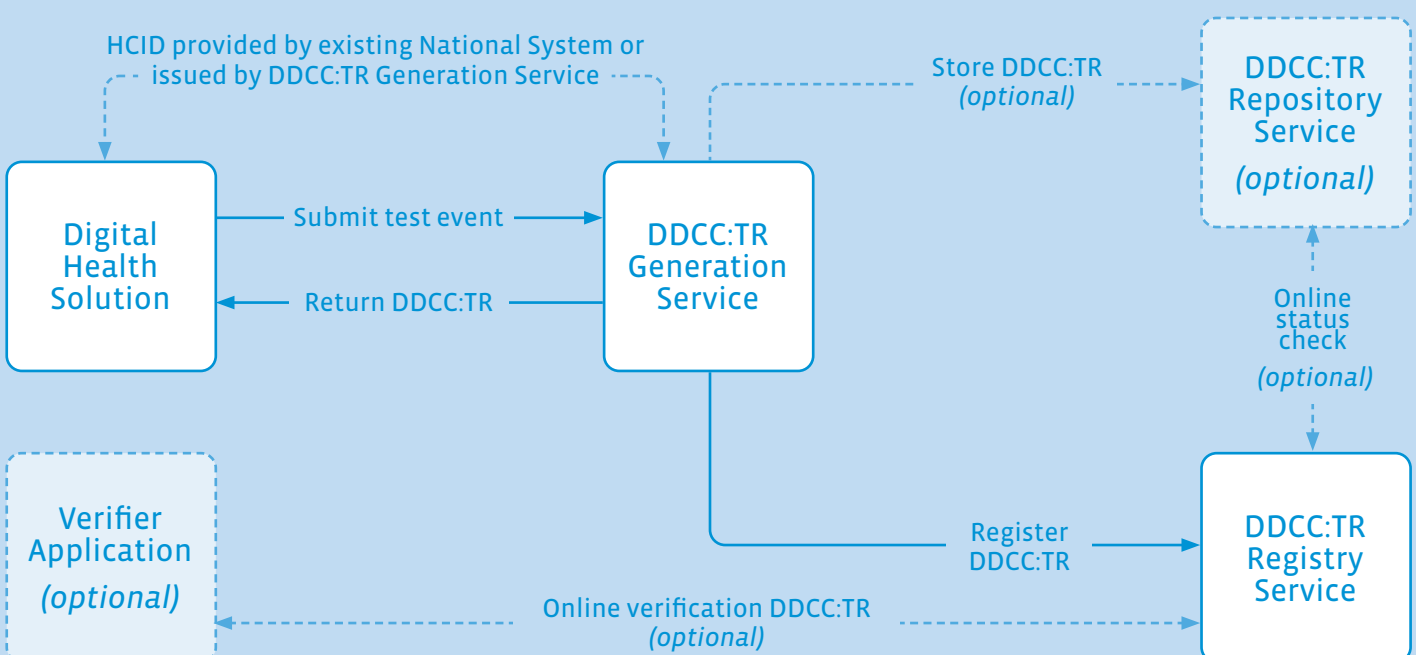 HCID provided by existing National System or
issued by DDCC:TR Generation Service
Store DDCC:TR
(optional)
DDCC:TR
Repository
Service
(optional)
Digital
Health
Solution
Submit test event
Return DDCC:TR
DDCC:TR
Generation
Service
Online
status
check
(optional)
Verifier
Application
(optional)
Register
DDCC:TR
DDCC:TR
Registry
Service
Online verification DDCC:TR
(optional)